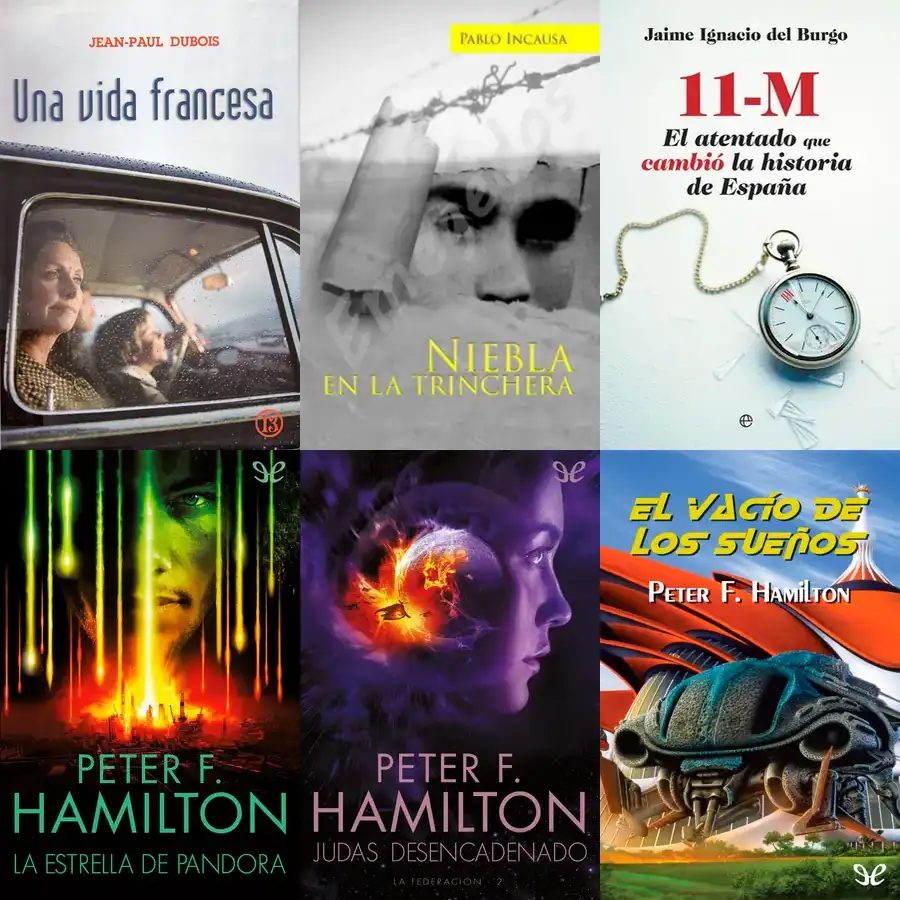 JEAN-PAUL DUBOIS
Una vida francesa
13
PABLO INCAUSA
NIEBLA
EN LA TRINCHERA
Jaime Ignacio del Burgo
11-M
El atentado que
cambió la historia
de España
PETER F.
HAMILTON
LA ESTRELLA DE PANDORA
PETER F.
HAMILTON
JUDAS DESENCADENADO
LA FEDERACIÓN - 2
EL VACÍO DE
LOS SUEÑOS
PETER F. HAMILTON